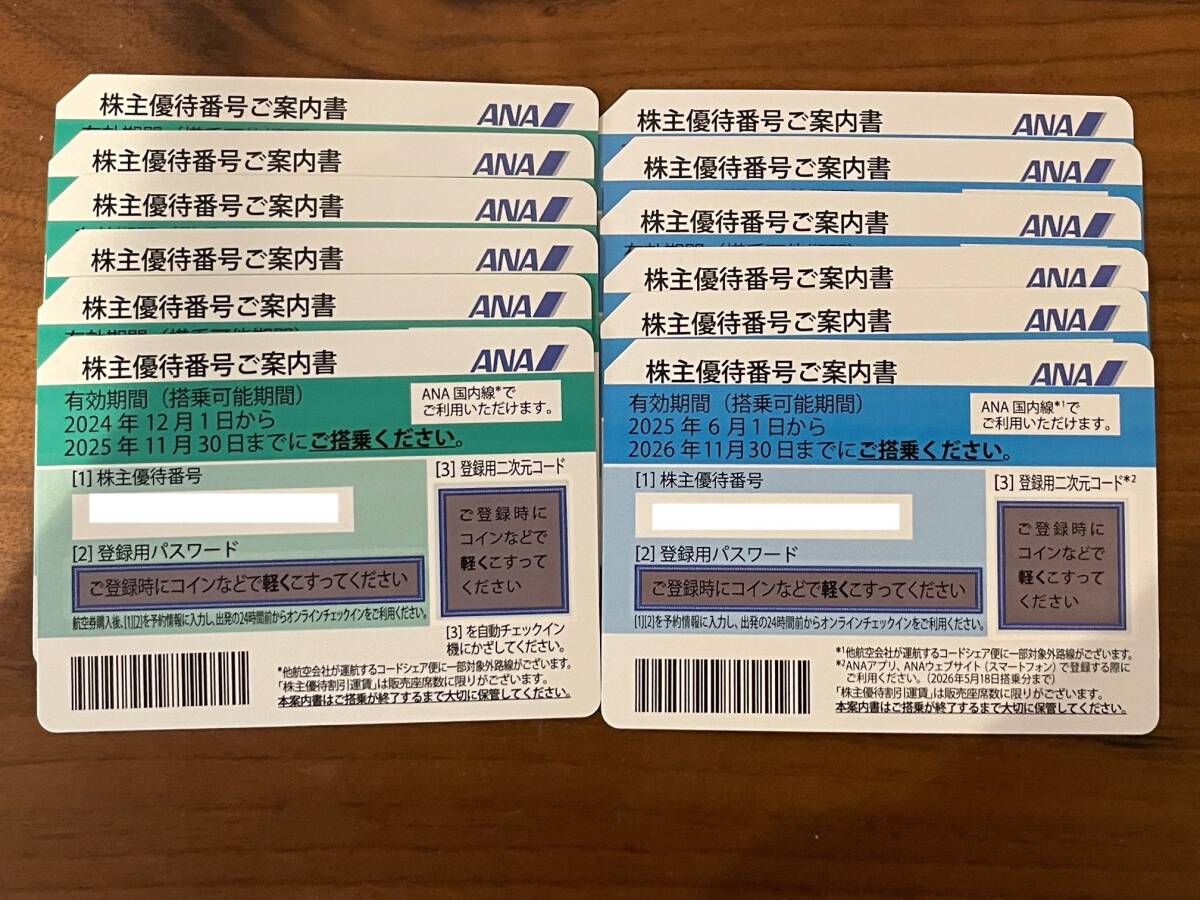 株主優待番号ご案内書 ANA
有効期間（搭乗可能期間）
株主優待番号ご案内書 ANA
株主優待番号ご案内書 ANA
株主優待番号ご案内書 ANA
株主優待番号ご案内書 ANA
有効期間（搭乗可能期間）
株主優待番号ご案内書 ANA
有効期間（搭乗可能期間）
2024年12月1日から
2025年11月30日までにご搭乗ください。
ANA国内線*で
ご利用いただけます。
[1] 株主優待番号
[2] 登録用パスワード
ご登録時にコインなどで軽くこすってください
航空券購入後、[1][2]を予約情報に入力し、出発の24時間前からオンラインチェックインをご利用ください。
[3] 登録用二次元コード
ご登録時に
コインなどで
軽くこすって
ください
[3] を自動チェックイン
機にかざしてください。
*他航空会社が運航するコードシェア便に一部対象外路線がございます。
「株主優待割引運賃」は販売座席数に限りがございます。
本案内書はご搭乗が終了するまで大切に保管してください。
株主優待番号ご案内書 ANA
株主優待番号ご案内書 ANA
株主優待番号ご案内書 ANA
有効期間（搭乗可能期間）
株主優待番号ご案内書 ANA
株主優待番号ご案内書 ANA
株主優待番号ご案内書 ANA
有効期間（搭乗可能期間）
2025年6月1日から
2026年11月30日までにご搭乗ください。
ANA国内線*1で
ご利用いただけます。
[1] 株主優待番号
[2] 登録用パスワード
ご登録時にコインなどで軽くこすってください
[1][2]を予約情報に入力し、出発の24時間前からオンラインチェックインをご利用ください。
[3] 登録用二次元コード*2
ご登録時に
コインなどで
軽くこすって
ください
*1他航空会社が運航するコードシェア便に一部対象外路線がございます。
*2ANAアプリ、ANAウェブサイト（スマートフォン）で登録する際に
ご利用ください。（2026年5月18日搭乗分まで）
「株主優待割引運賃」は販売座席数に限りがございます。
本案内書はご搭乗が終了するまで大切に保管してください。